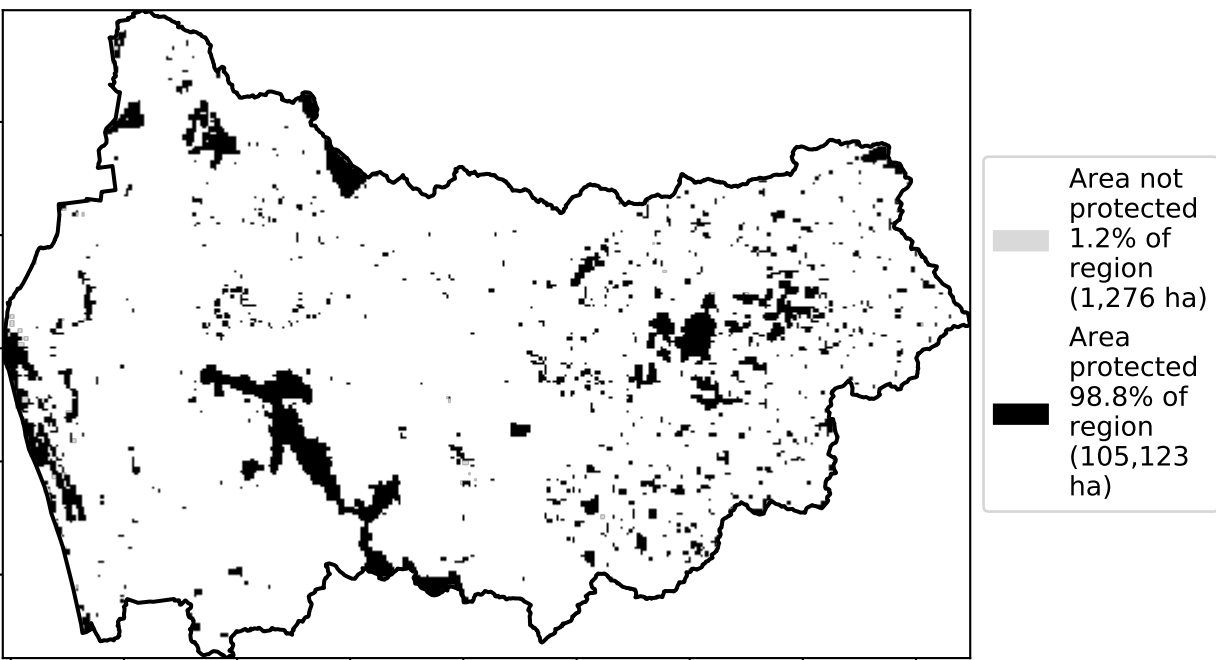 Area not
protected
1.2% of
region
(1,276 ha)
Area
protected
98.8% of
region
(105,123
ha)